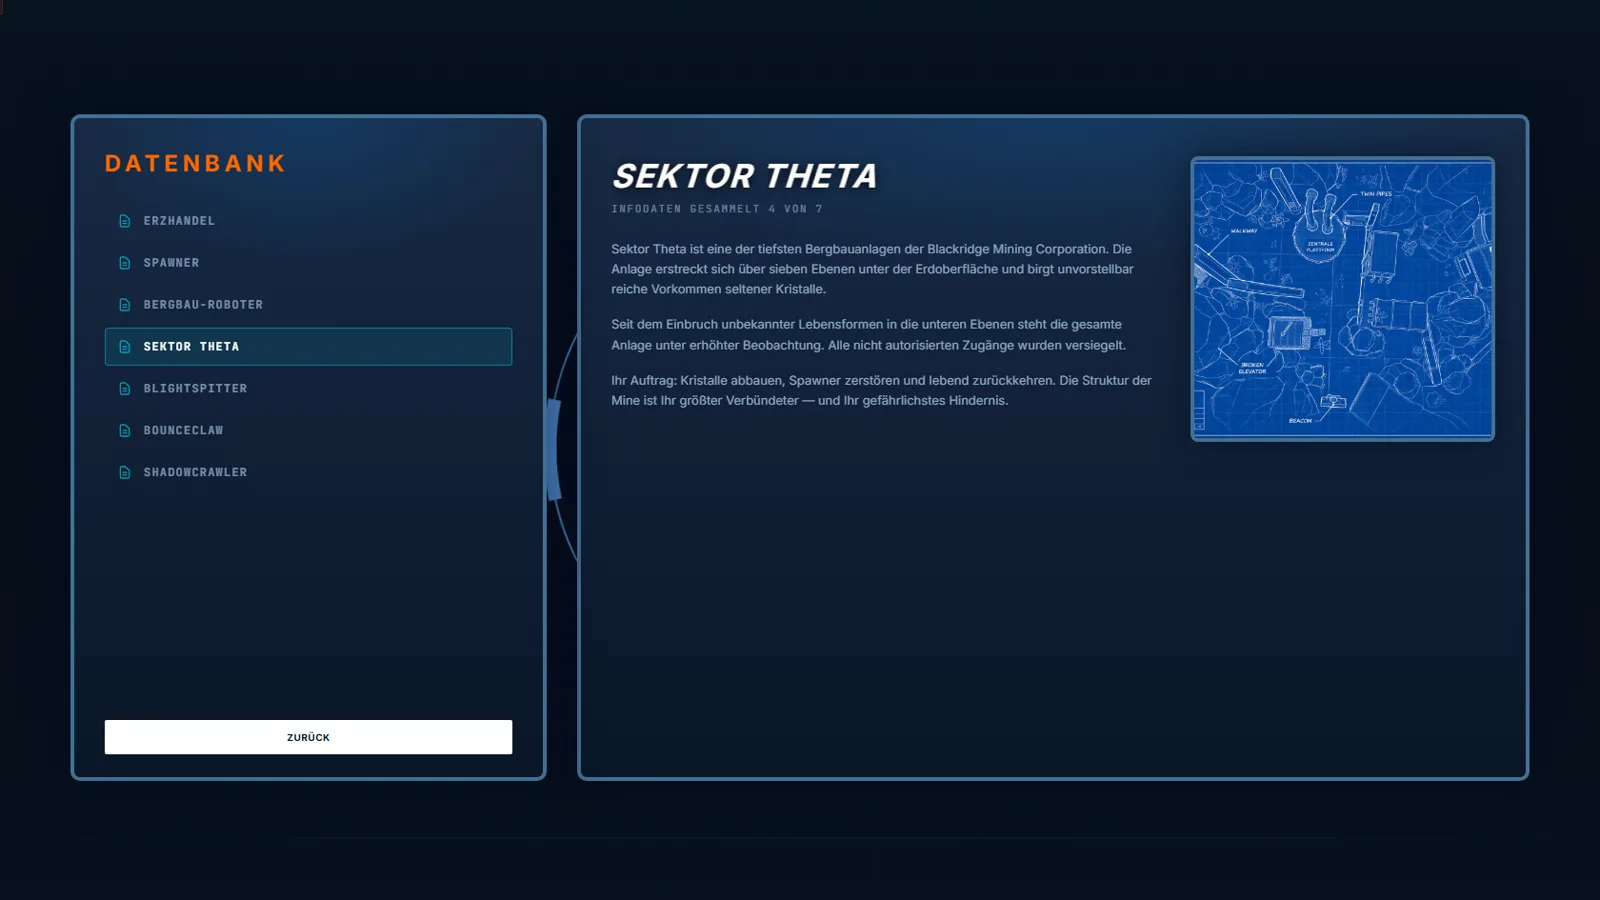 DATENBANK
ERZHANDEL
SPAWNER
BERGBAU-ROBOTER
SEKTOR THETA
BLIGHTSPITTER
BOUNCECLAW
SHADOWCRAWLER
ZURÜCK
SEKTOR THETA
INFODATEN GESAMMELT 4 VON 7
Sektor Theta ist eine der tiefsten Bergbauanlagen der Blackridge Mining Corporation. Die
Anlage erstreckt sich über sieben Ebenen unter der Erdoberfläche und birgt unvorstellbar
reiche Vorkommen seltener Kristalle.
Seit dem Einbruch unbekannter Lebensformen in die unteren Ebenen steht die gesamte
Anlage unter erhöhter Beobachtung. Alle nicht autorisierten Zugänge wurden versiegelt.
Ihr Auftrag: Kristalle abbauen, Spawner zerstören und lebend zurückkehren. Die Struktur der
Mine ist Ihr größter Verbündeter — und Ihr gefährlichstes Hindernis.
TWIN PIPES
WALKWAY
ZENTRALE
PLATTFORM
BROKEN
ELEVATOR
BEACON